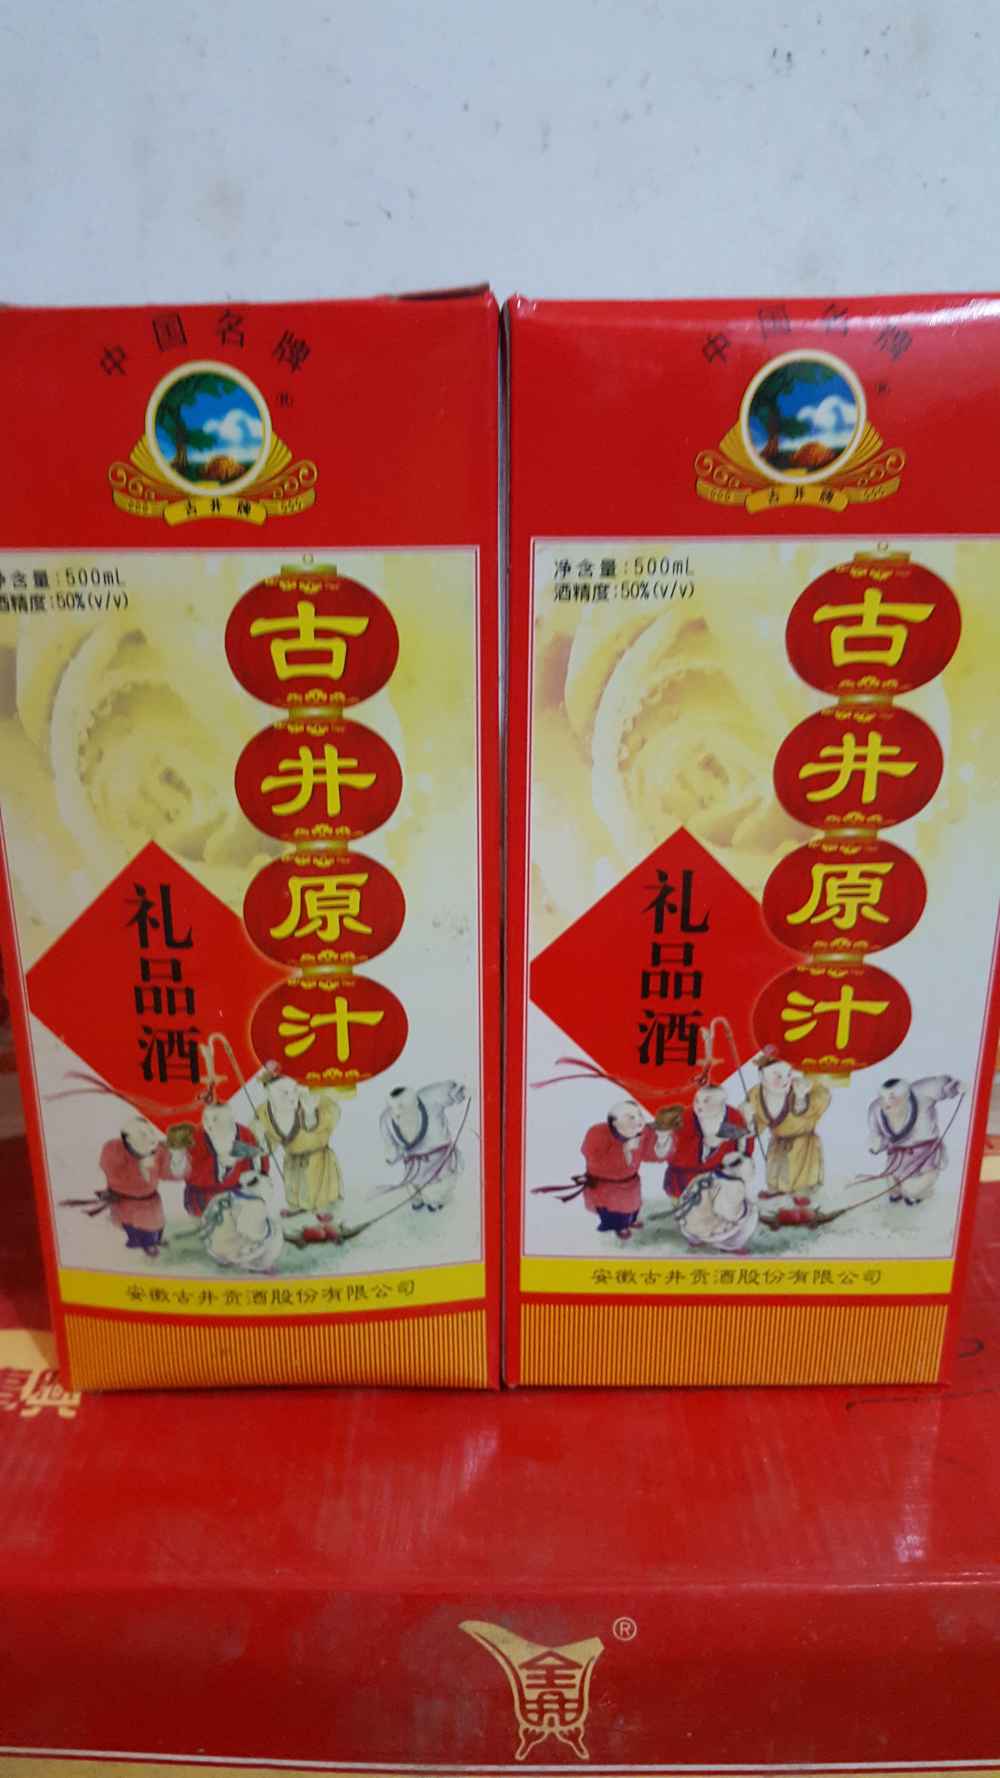 中国名牌
®
古井牌
净含量:500mL
酒精度:50%(v/v)
古井原汁
礼品酒
安徽古井贡酒股份有限公司
中国名牌
®
古井牌
净含量:500mL
酒精度:50%(v/v)
古井原汁
礼品酒
安徽古井贡酒股份有限公司
®